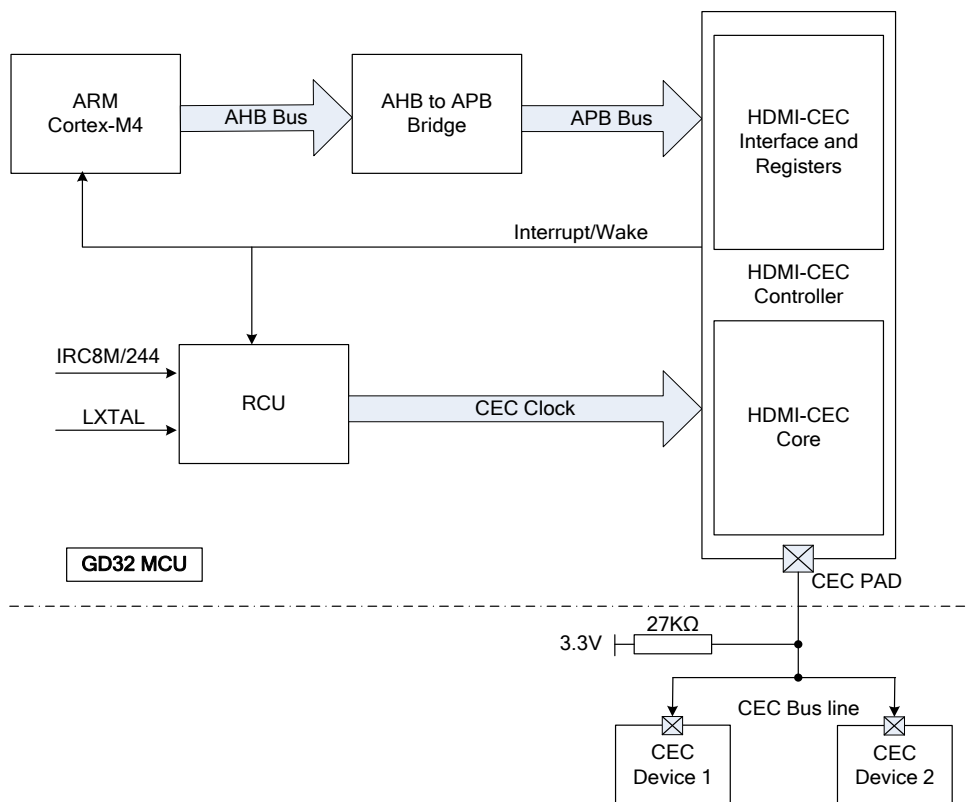 ARM
Cortex-M4
AHB Bus
AHB to APB
Bridge
APB Bus
HDMI-CEC
Interface and
Registers
Interrupt/Wake
HDMI-CEC
Controller
IRC8M/244
LXTAL
RCU
CEC Clock
HDMI-CEC
Core
GD32 MCU
CEC PAD
3.3V
27KΩ
CEC Bus line
CEC
Device 1
CEC
Device 2